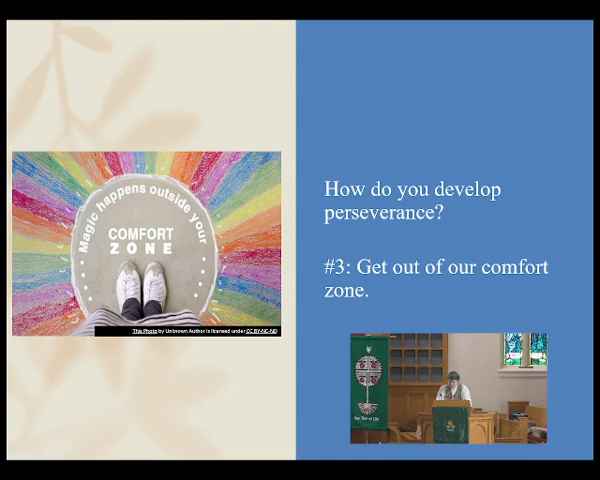 Magic happens outside your
COMFORT
ZONE
This Photo by Unknown Author is licensed under CC BY-NC-ND
How do you develop
perseverance?
#3: Get out of our comfort
zone.